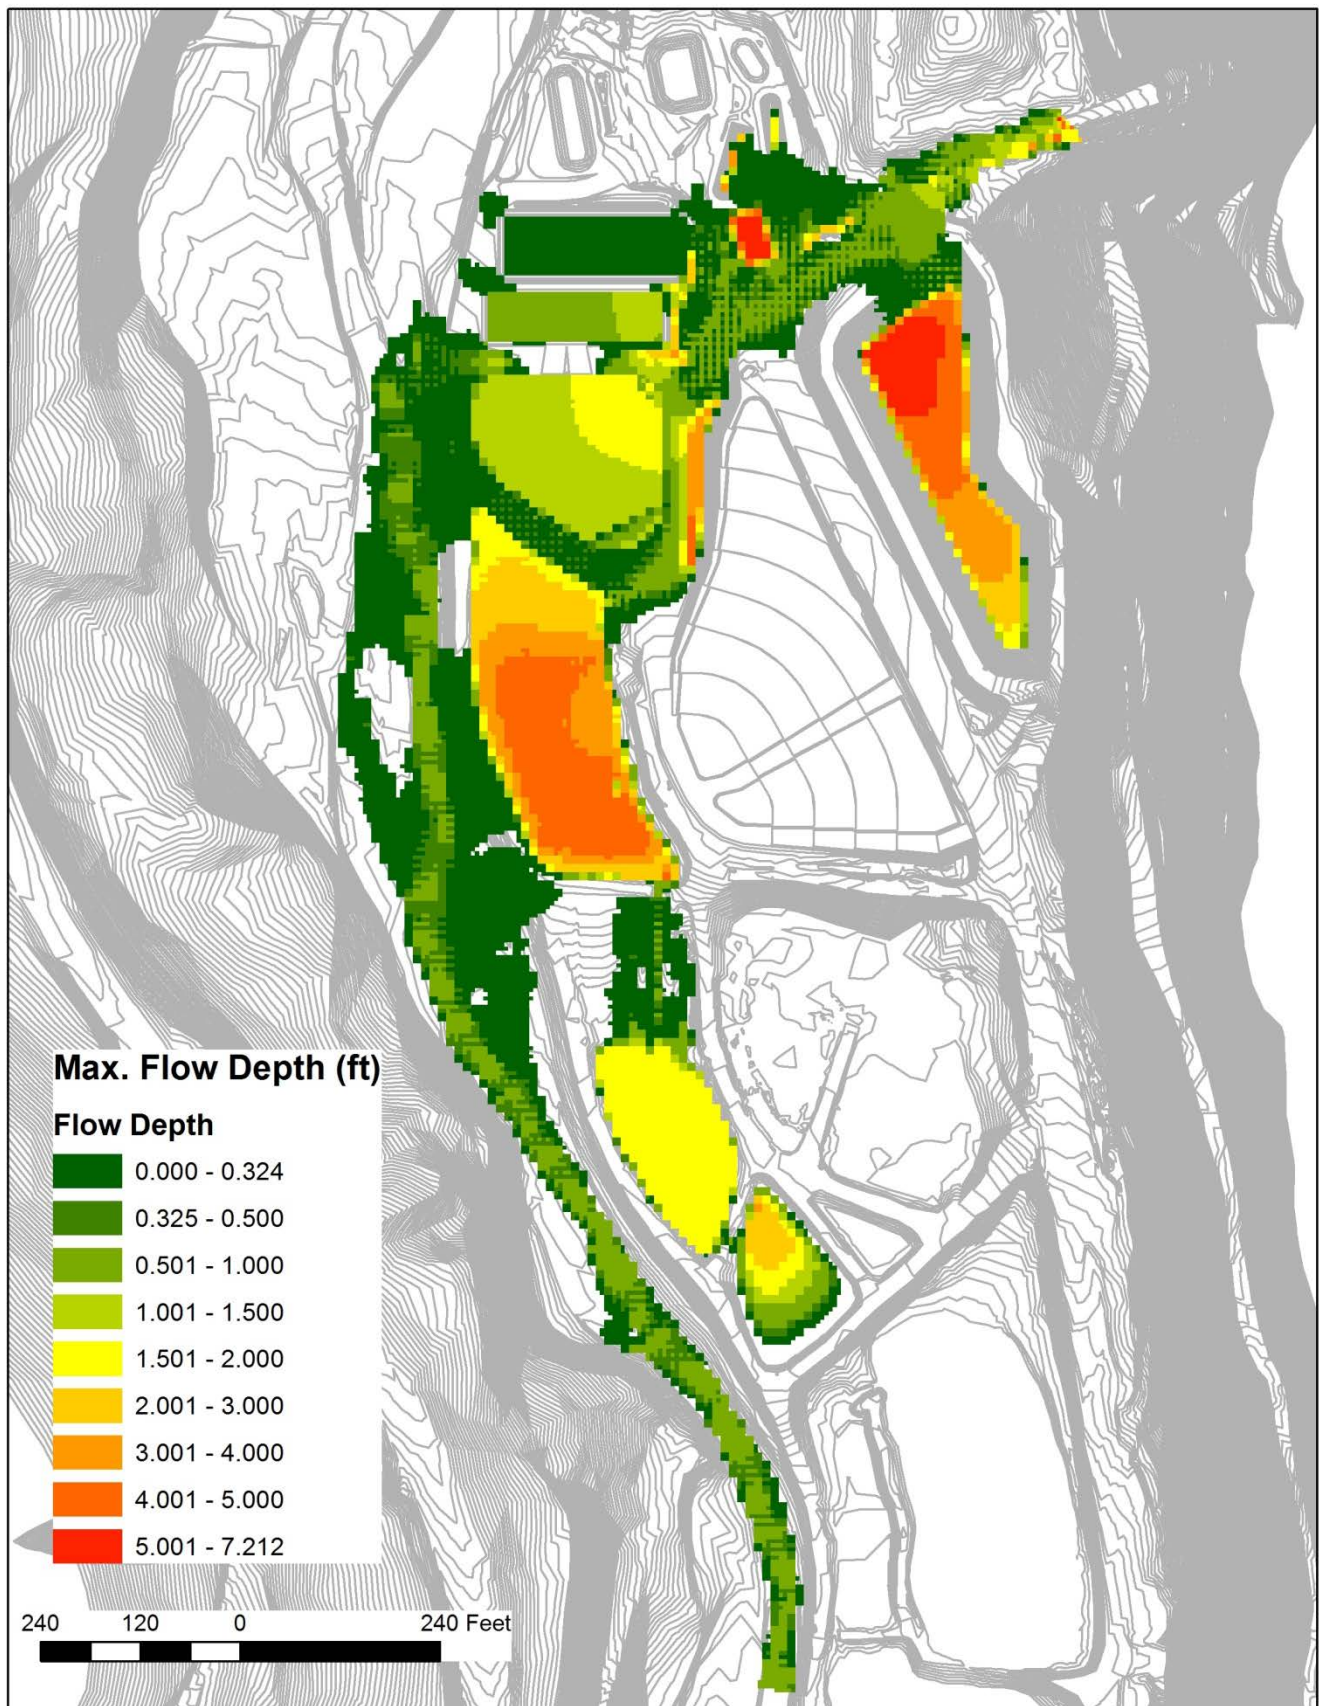 Max. Flow Depth (ft)
Flow Depth
0.000 - 0.324
0.325 - 0.500
0.501 - 1.000
1.001 - 1.500
1.501 - 2.000
2.001 - 3.000
3.001 - 4.000
4.001 - 5.000
5.001 - 7.212
240 120 0 240 Feet